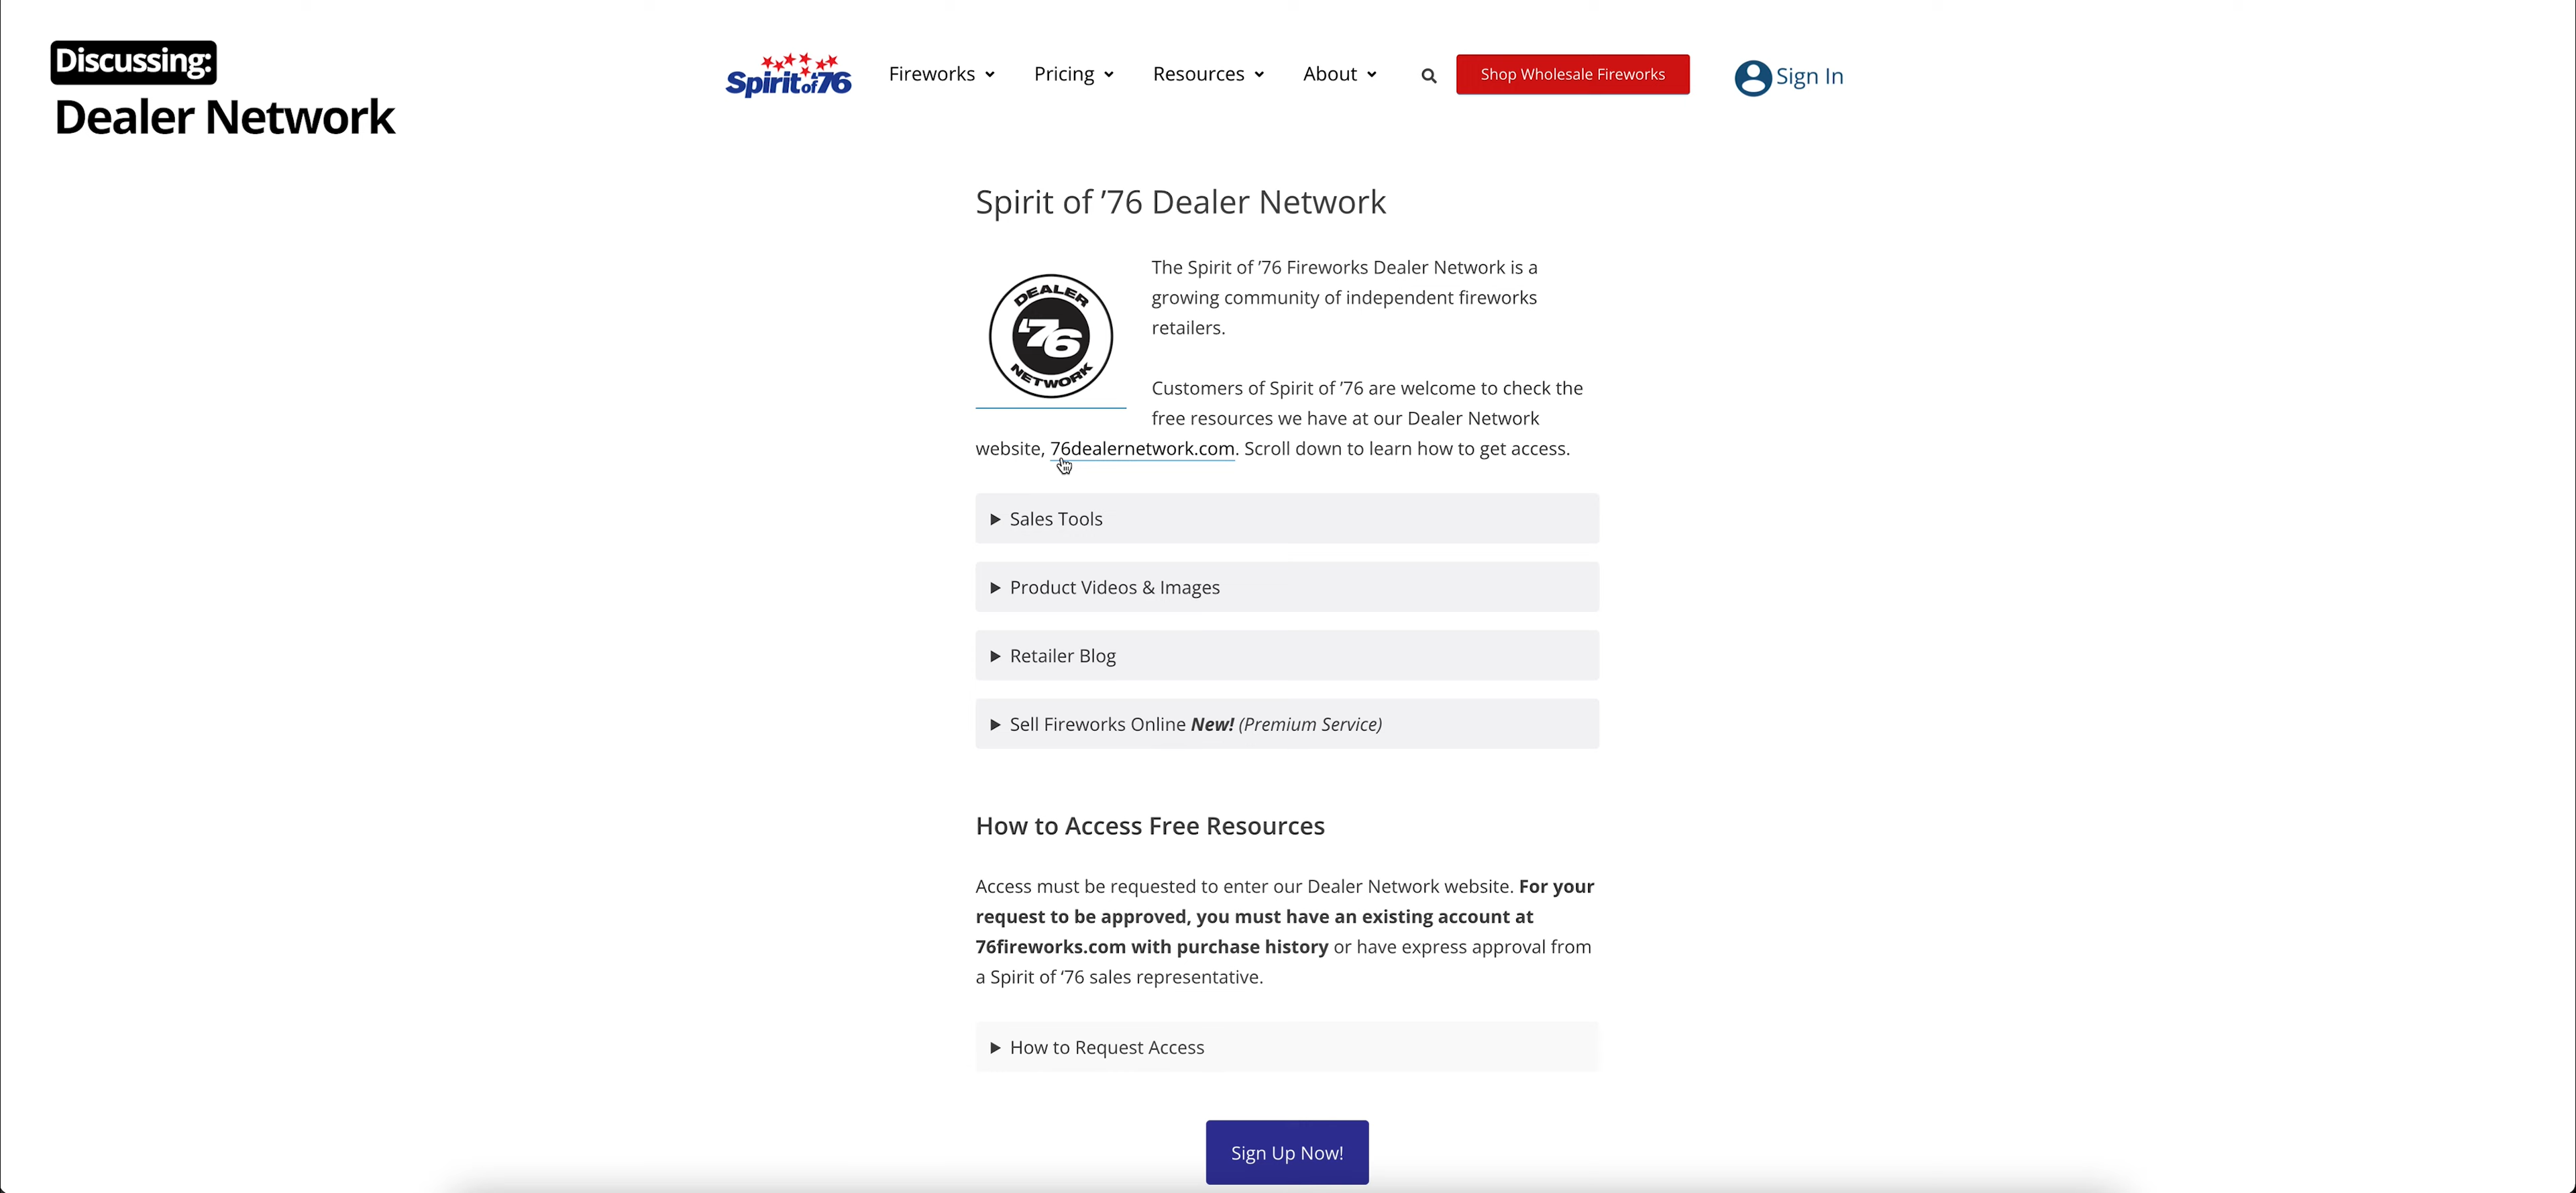 Discussing:
Dealer Network
Spirit of '76
Fireworks
Pricing
Resources
About
Shop Wholesale Fireworks
Sign In
Spirit of ’76 Dealer Network
DEALER
'76
NETWORK
The Spirit of ’76 Fireworks Dealer Network is a
growing community of independent fireworks
retailers.
Customers of Spirit of ’76 are welcome to check the
free resources we have at our Dealer Network
website, 76dealernetwork.com. Scroll down to learn how to get access.
Sales Tools
Product Videos & Images
Retailer Blog
Sell Fireworks Online New! (Premium Service)
How to Access Free Resources
Access must be requested to enter our Dealer Network website. For your
request to be approved, you must have an existing account at
76fireworks.com with purchase history or have express approval from
a Spirit of ‘76 sales representative.
How to Request Access
Sign Up Now!